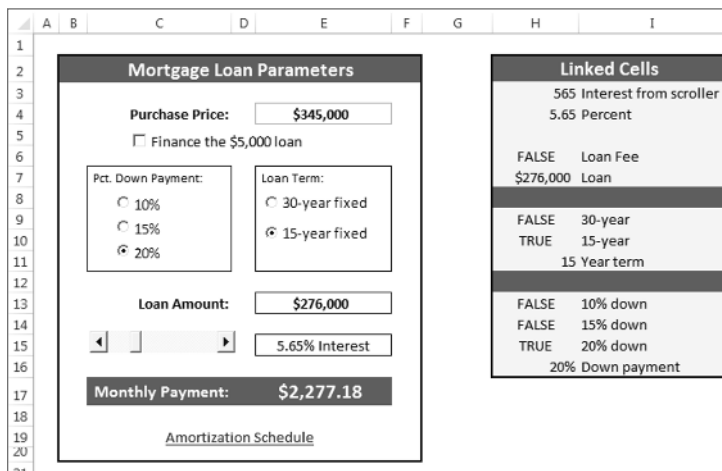 A B C D E F G H I
1
2 Mortgage Loan Parameters Linked Cells
3 565 Interest from scroller
4 Purchase Price: $345,000 5.65 Percent
5 Finance the $5,000 loan
6 FALSE Loan Fee
7 Pct. Down Payment: Loan Term: $276,000 Loan
8 10% 30-year fixed
9 15% FALSE 30-year
10 20% 15-year fixed TRUE 15-year
11 15 Year term
12
13 Loan Amount: $276,000 FALSE 10% down
14 FALSE 15% down
15 5.65% Interest TRUE 20% down
16 20% Down payment
17 Monthly Payment: $2,277.18
18
19 Amortization Schedule
20